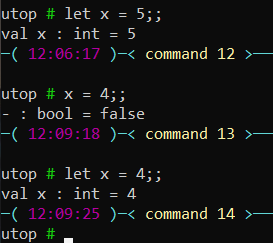 utop # let x = 5;;
val x : int = 5
─( 12:06:17 )─< command 12 >─
utop # x = 4;;
- : bool = false
─( 12:09:18 )─< command 13 >─
utop # let x = 4;;
val x : int = 4
─( 12:09:25 )─< command 14 >─
utop #